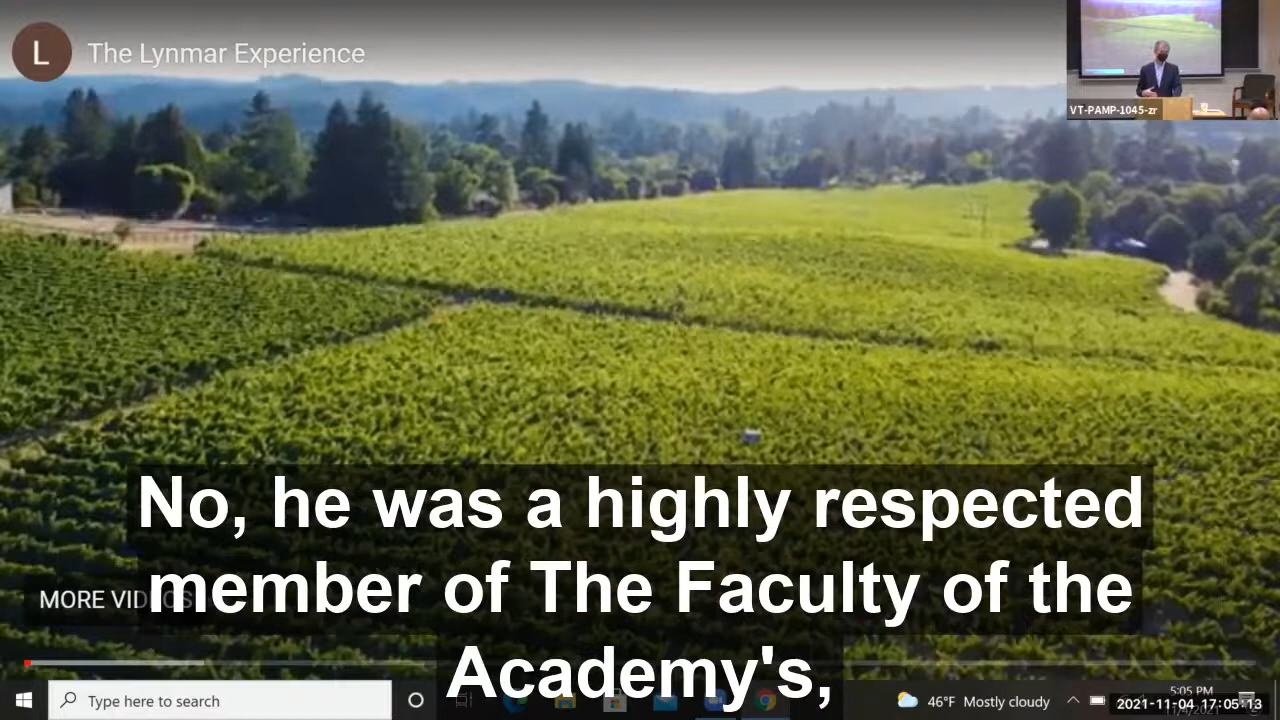 L
The Lynmar Experience
VT-PAMP-1045-zr
No, he was a highly respected
member of The Faculty of the
Academy's,
MORE VIDEOS
Type here to search
46°F Mostly cloudy
5:05 PM
2021-11-04 17:05:13